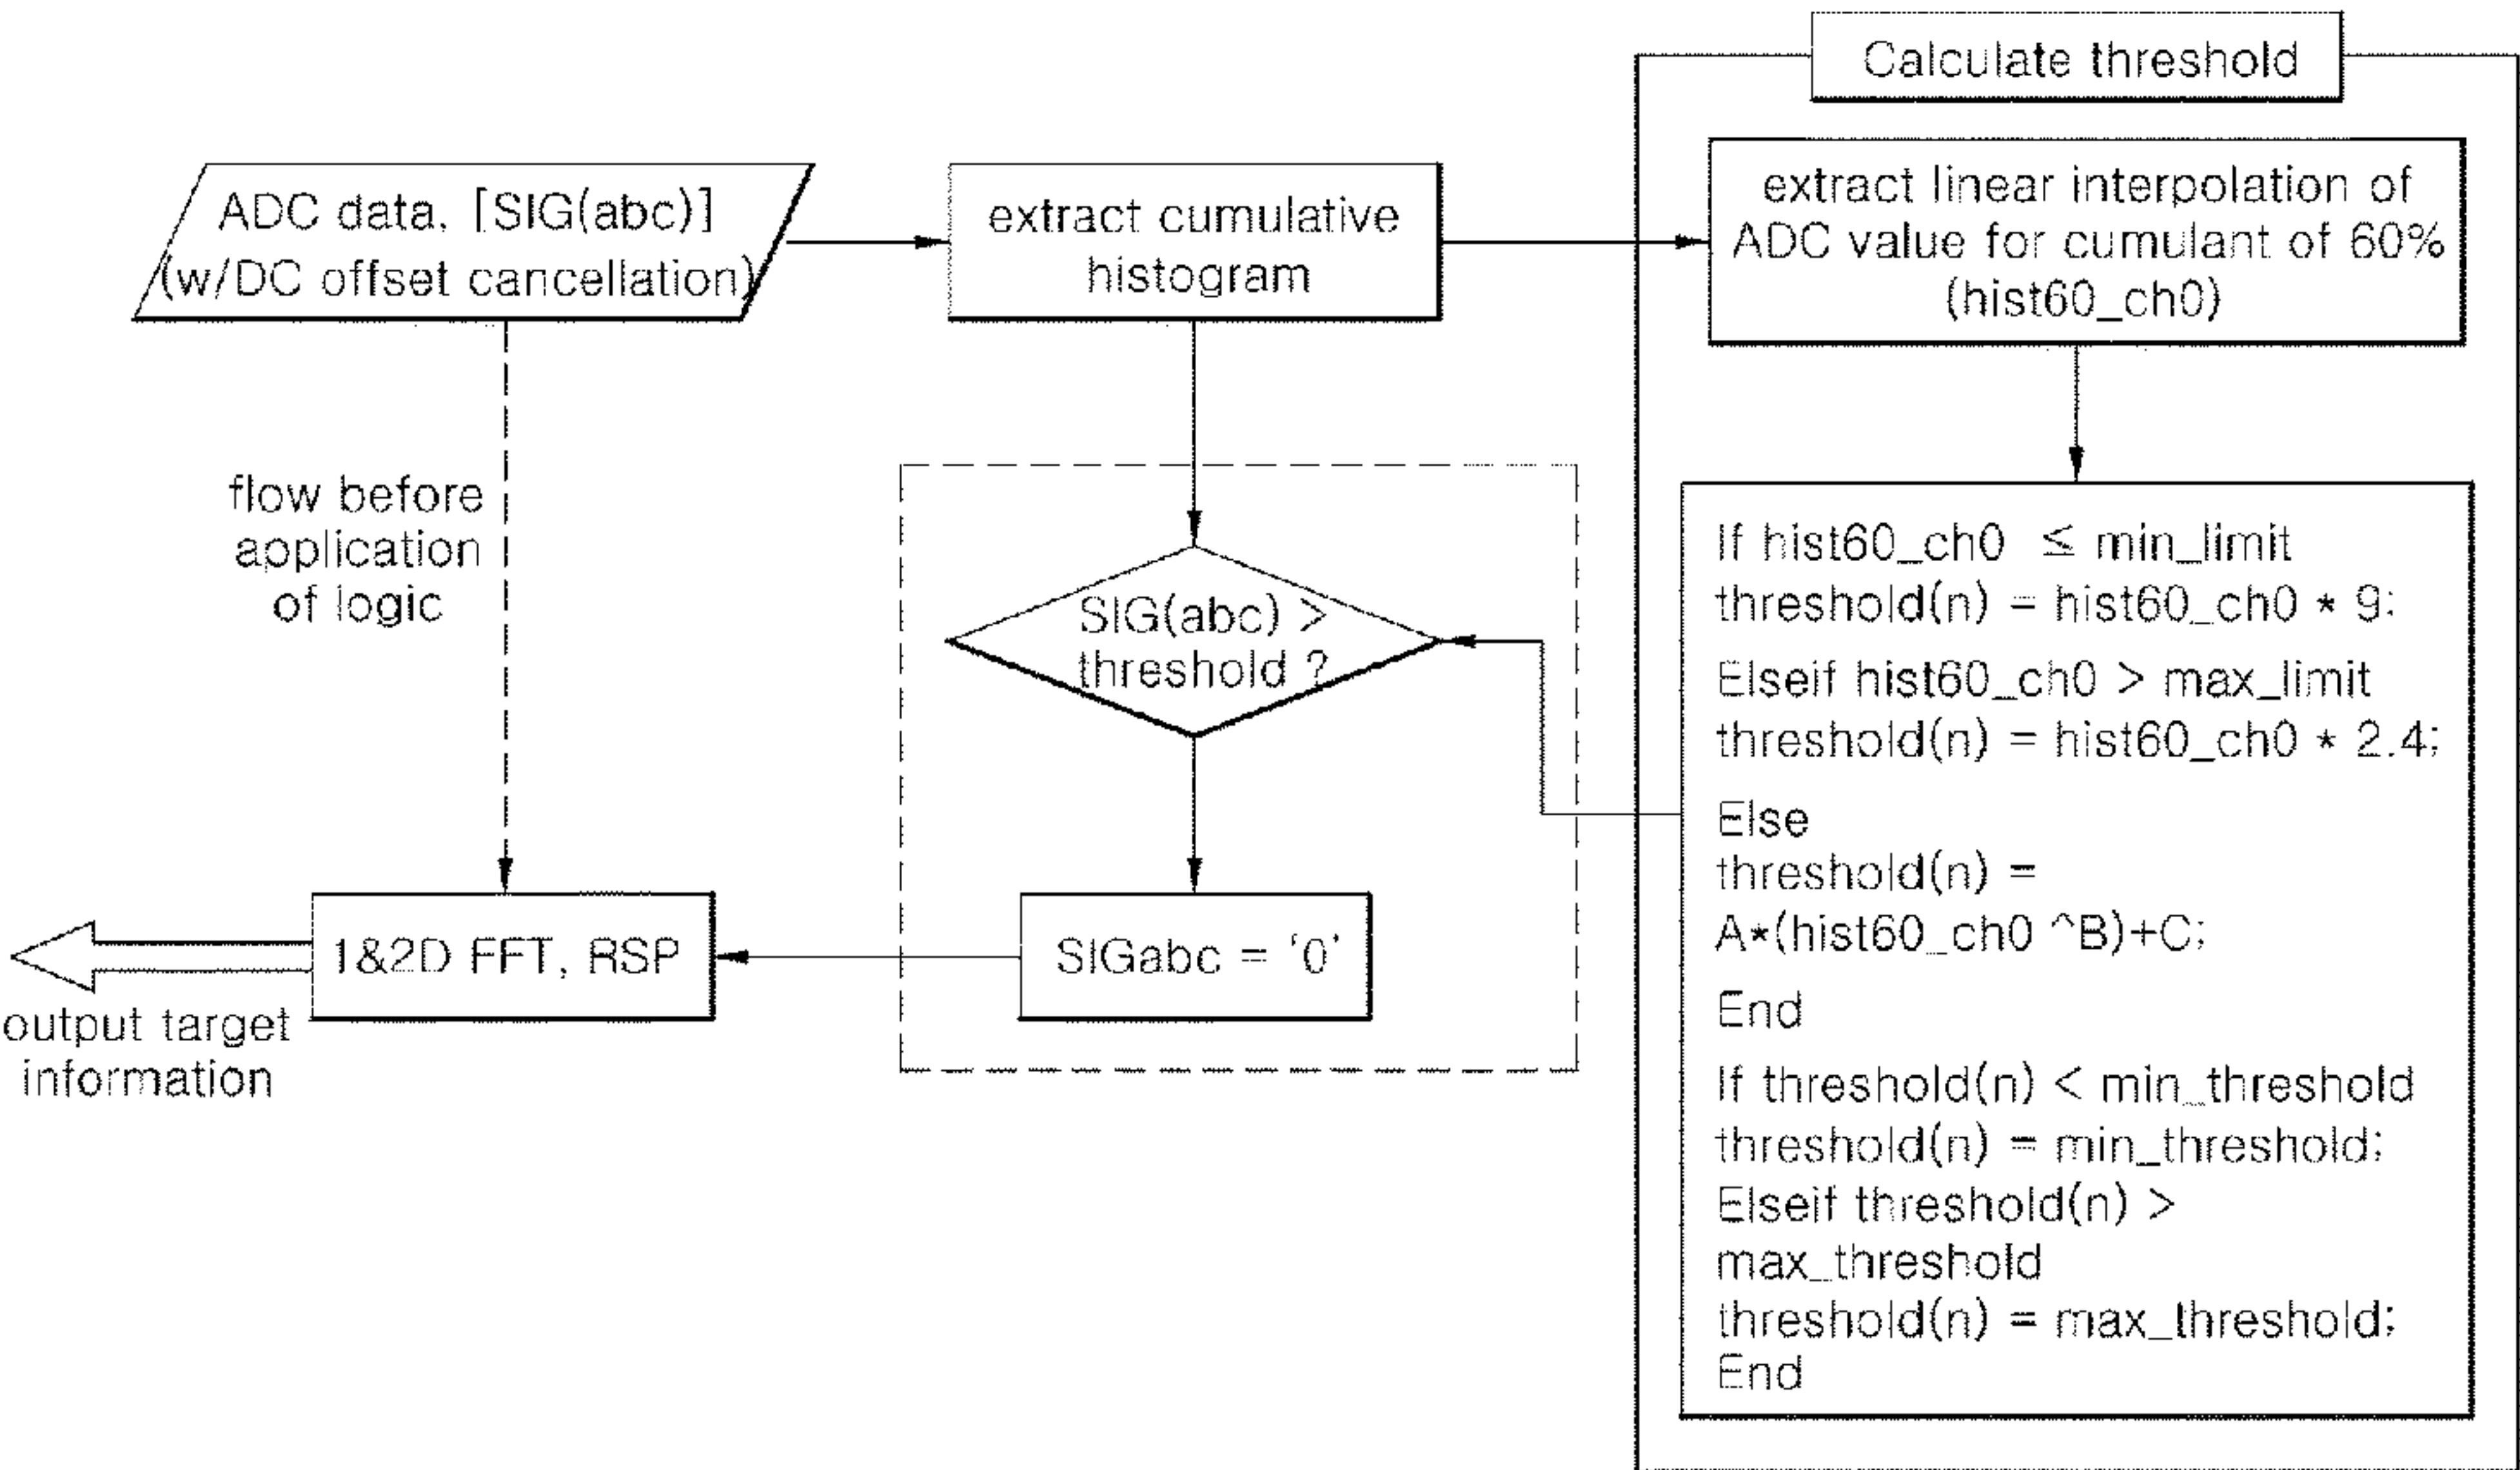 Calculate threshold
ADC data, [SIG(abc)]
(w/DC offset cancellation)
extract cumulative
histogram
extract linear interpolation of
ADC value for cumulant of 60%
(hist60_ch0)
flow before
application
of logic
SIG(abc) >
threshold ?
If hist60_ch0 ≤ min_limit
threshold(n) = hist60_ch0 * 9;
Elseif hist60_ch0 > max_limit
threshold(n) = hist60_ch0 * 2.4;
Else
threshold(n) =
A*(hist60_ch0 ^B)+C;
End
If threshold(n) < min_threshold
threshold(n) = min_threshold;
Elseif threshold(n) >
max_threshold
threshold(n) = max_threshold;
End
1&2D FFT, RSP
SIGabc = ‘0’
output target
information